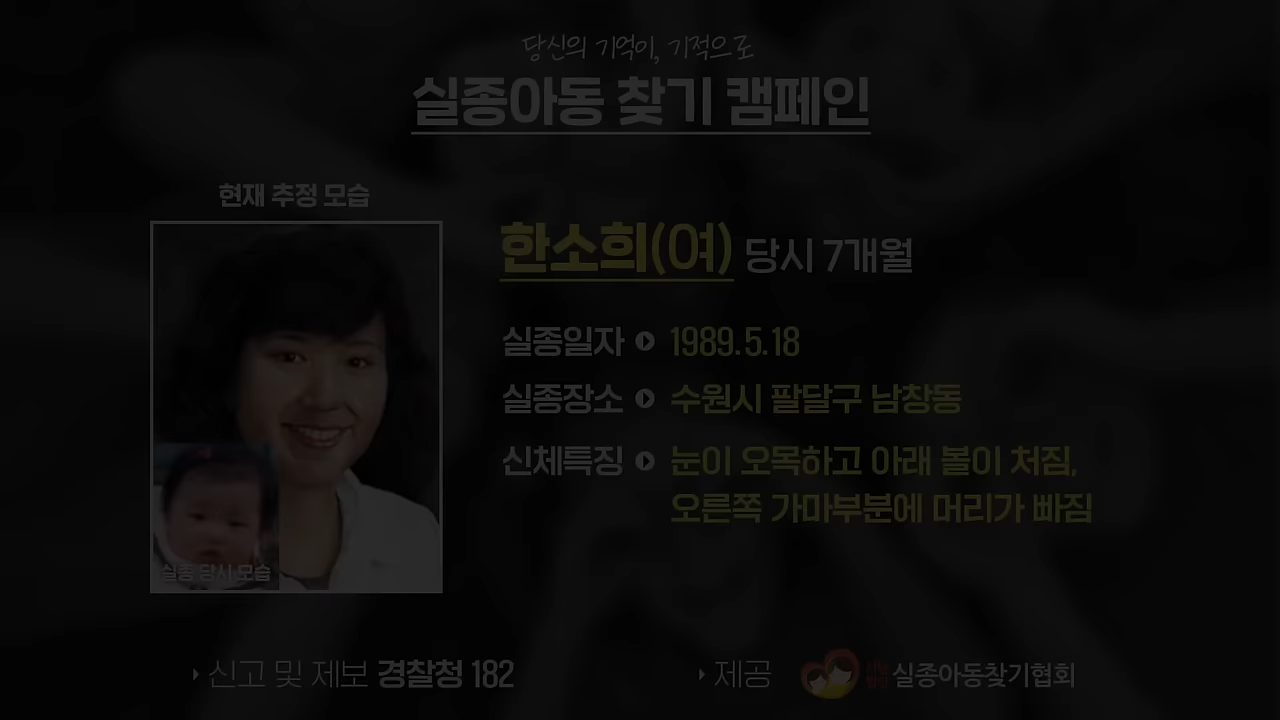 당신의 기억이, 기적으로
실종아동 찾기 캠페인
현재 추정 모습
실종 당시 모습
한소희(여) 당시 7개월
실종일자 1989.5.18
실종장소 수원시 팔달구 남창동
신체특징 눈이 오목하고 아래 볼이 처짐,
오른쪽 가마부분에 머리가 빠짐
신고 및 제보 경찰청 182
제공 실종아동찾기협회